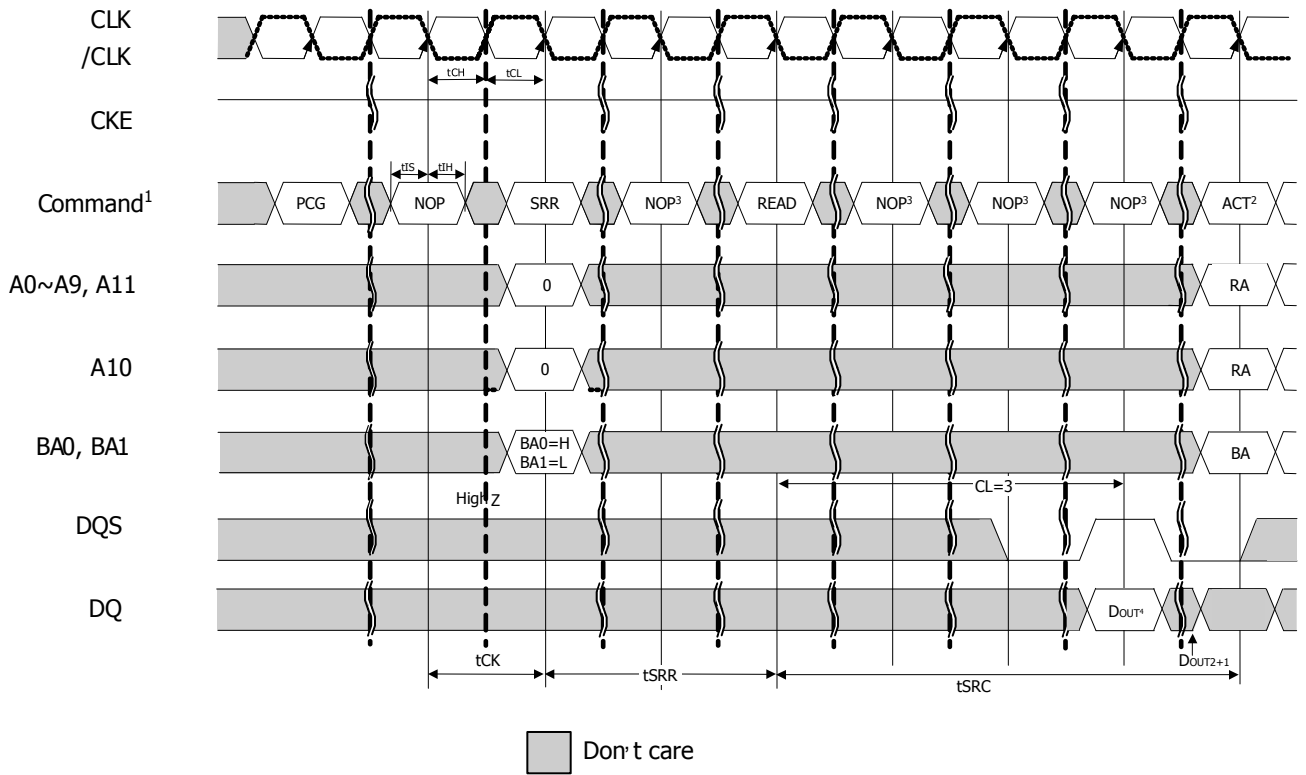 CLK
/CLK
tCH
tCL
CKE
tIS
tIH
Command¹
PCG
NOP
SRR
NOP³
READ
NOP³
NOP³
NOP³
ACT²
A0~A9, A11
0
RA
A10
0
RA
BA0, BA1
BA0=H
BA1=L
BA
CL=3
High Z
DQS
DQ
DOUT⁴
DOUT2+1
tCK
tSRR
tSRC
Don't care